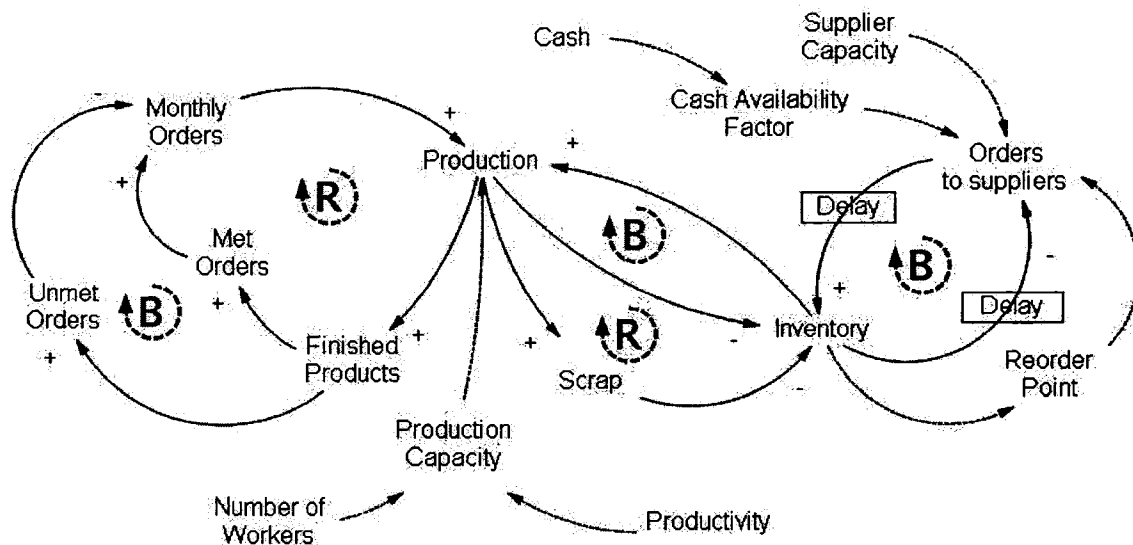 Cash
Supplier
Capacity
Monthly
Orders
Cash Availability
Factor
-
+
Production
+
Orders
to suppliers
+
R
Delay
Met
Orders
B
B
-
Unmet
Orders
B
+
+
Delay
+
Finished
Products
+
+
R
-
Inventory
Scrap
-
Reorder
Point
Production
Capacity
Number of
Workers
Productivity